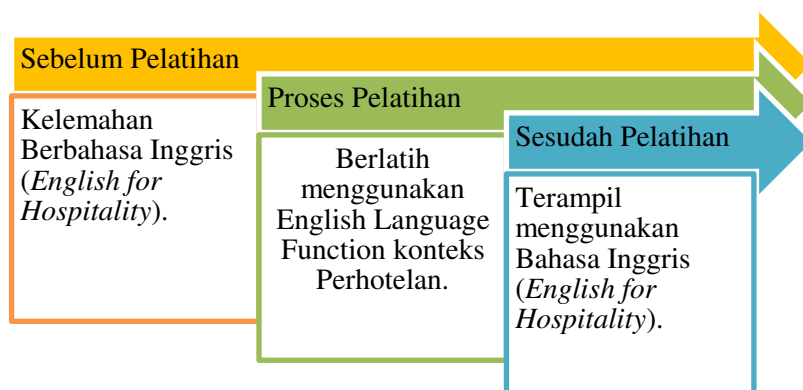 Sebelum Pelatihan
Kelemahan
Berbahasa Inggris
(English for
Hospitality).
Proses Pelatihan
Berlatih
menggunakan
English Language
Function konteks
Perhotelan.
Sesudah Pelatihan
Terampil
menggunakan
Bahasa Inggris
(English for
Hospitality).